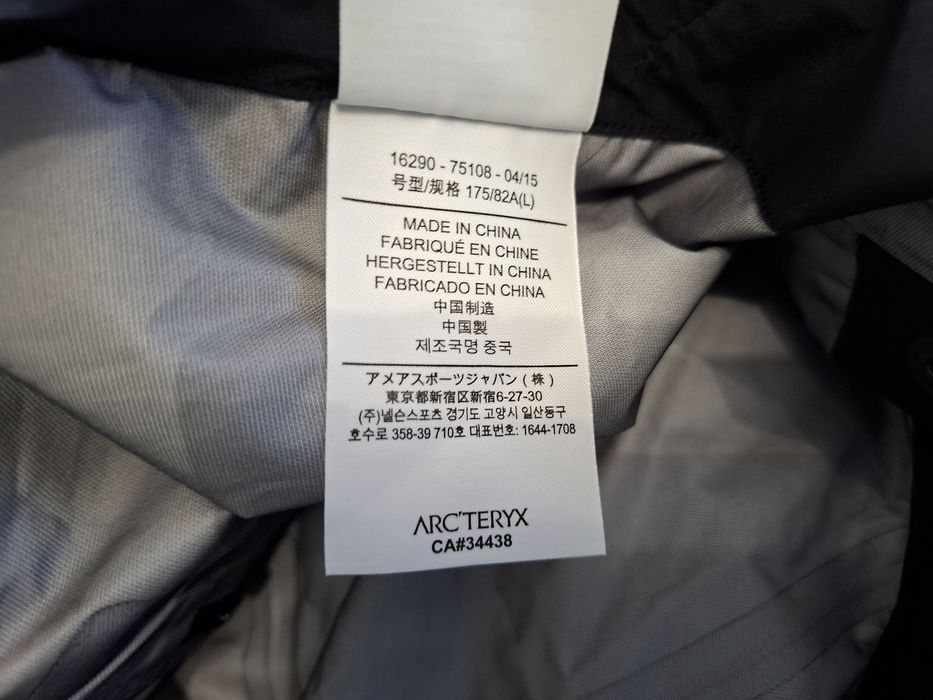 16290 - 75108 - 04/15
号型/规格 175/82A(L)
MADE IN CHINA
FABRIQUÉ EN CHINE
HERGESTELLT IN CHINA
FABRICADO EN CHINA
中国制造
中国製
제조국명 중국
アメアスポーツジャパン ( 株 )
東京都新宿区新宿6-27-30
(주)넬슨스포츠 경기도 고양시 일산동구
호수로 358-39 710호 대표번호: 1644-1708
ARC'TERYX
CA#34438